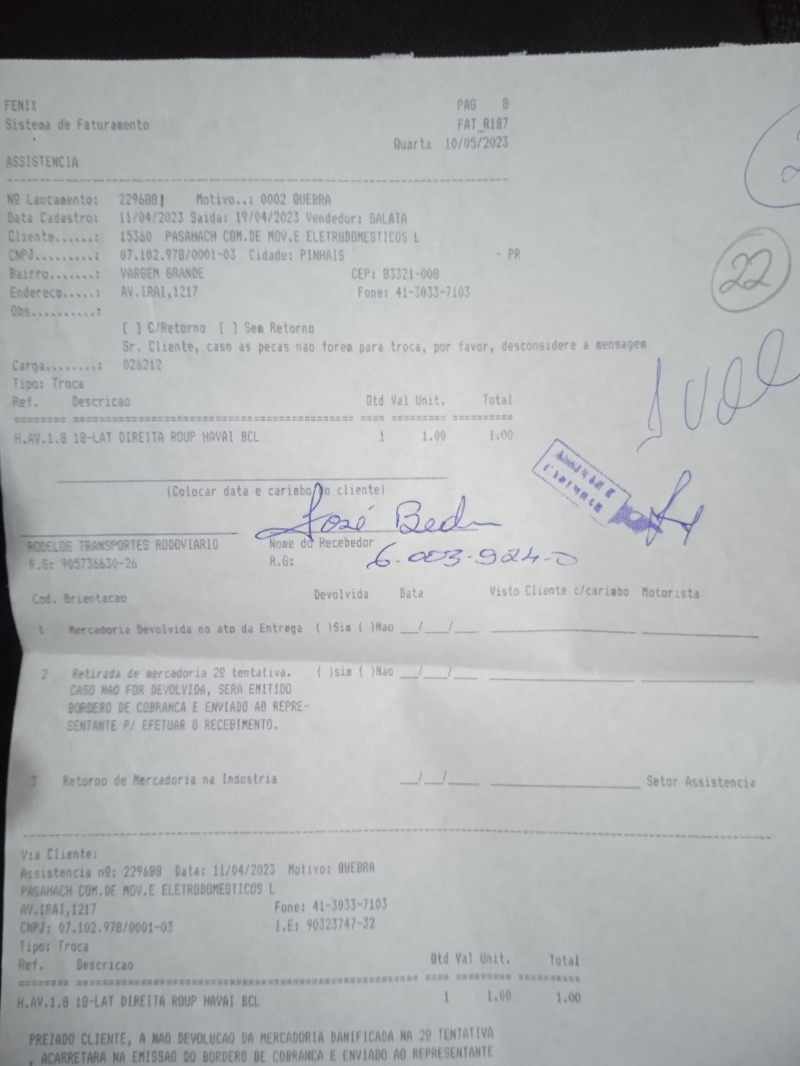 FENIX PAG 8
Sistema de Faturamento FAT_R187
Quarta 10/05/2023
ASSISTENCIA
Nº Lancamento: 229688 Motivo..: 0002 QUEBRA
Data Cadastro: 11/04/2023 Saida: 19/04/2023 Vendedor: SALATA
Cliente......: 15360 PASAHACH COM.DE MOV.E ELETRODOMESTICOS L
CNPJ.........: 07.102.978/0001-03 Cidade: PINHAIS - PR
Bairro.......: VARGEM GRANDE CEP: 83321-000
Endereco.....: AV.IRAI,1217 Fone: 41-3033-7103
22
Obs..........:
[ ] C/Retorno [ ] Sem Retorno
Sr. Cliente, caso as pecas nao forem para troca, por favor, desconsidere a mensagem
Carga........: 026212
Tipo: Troca
Ref. Descricao Qtd Val Unit. Total
H.AV.1.8 18-LAT DIREITA ROUP HAVAI BCL 1 1.00 1.00
(Colocar data e carimbo do cliente)
José
RODELOG TRANSPORTES RODOVIARIO Nome do Recebedor
R.G: 905736630-26 R.G: 6.003.924-0
Cod. Orientacao Devolvida Data Visto Cliente c/carimbo Motorista
1 Mercadoria Devolvida no ato da Entrega ( )Sim ( )Nao __/__/__
2 Retirada de mercadoria 2º tentativa. ( )sim ( )Nao __/__/__
CASO NAO FOR DEVOLVIDA, SERA EMITIDO
BORDERO DE COBRANCA E ENVIADO AO REPRE-
SENTANTE P/ EFETUAR O RECEBIMENTO.
3 Retorno de Mercadoria na Industria __/__/__ Setor Assistencia
Via Cliente:
Assistencia nº: 229688 Data: 11/04/2023 Motivo: QUEBRA
PASAHACH COM.DE MOV.E ELETRODOMESTICOS L
AV.IRAI,1217 Fone: 41-3033-7103
CNPJ: 07.102.978/0001-03 I.E: 90323747-32
Tipo: Troca
Ref. Descricao Qtd Val Unit. Total
H.AV.1.8 18-LAT DIREITA ROUP HAVAI BCL 1 1.00 1.00
PREZADO CLIENTE, A NAO DEVOLUCAO DA MERCADORIA DANIFICADA NA 2º TENTATIVA
, ACARRETARA NA EMISSAO DO BORDERO DE COBRANCA E ENVIADO AO REPRESENTANTE